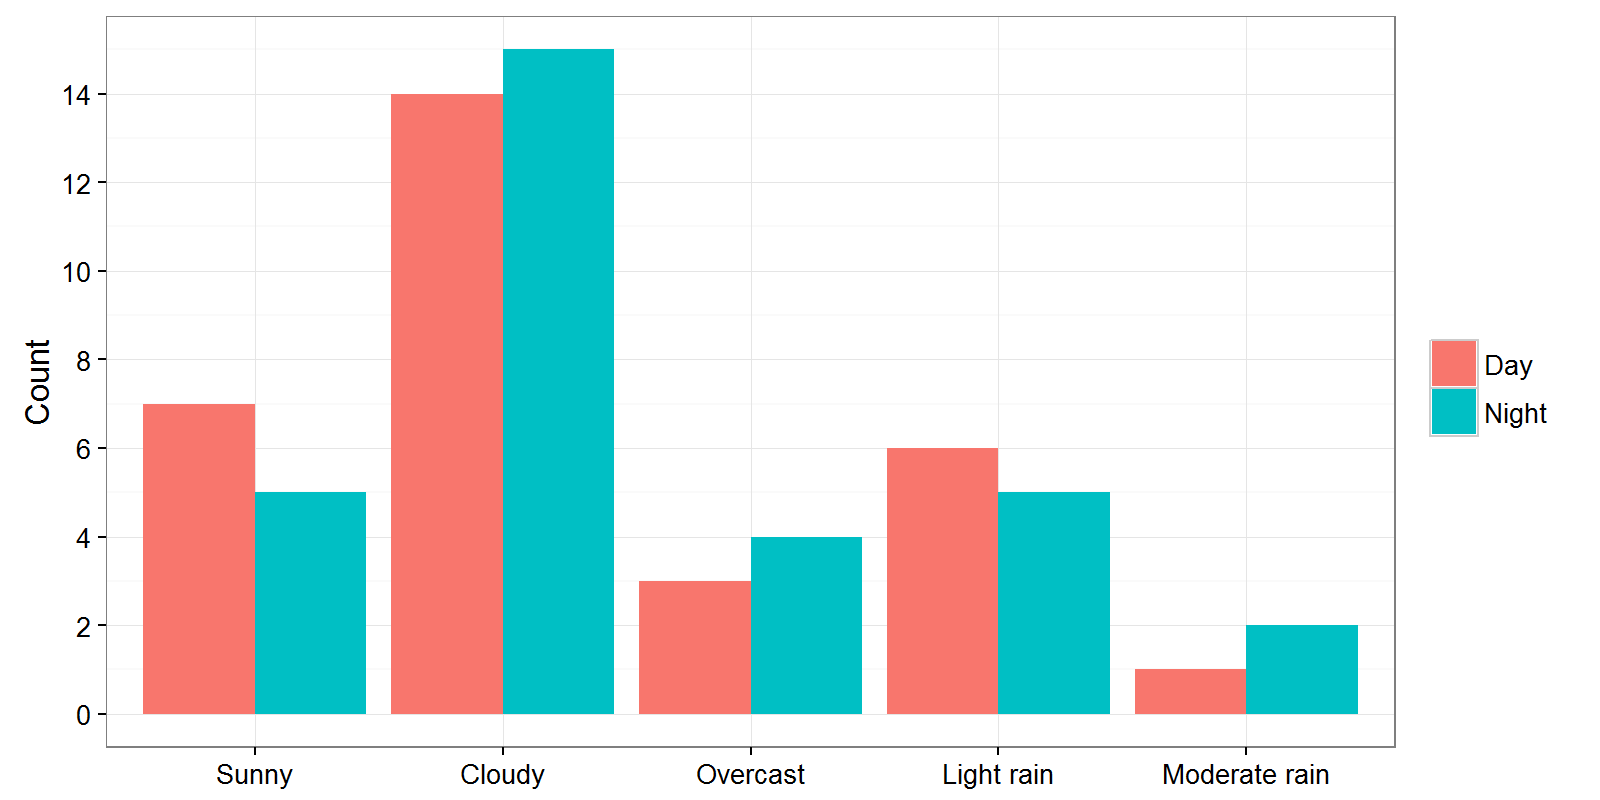 Count
14
12
10
8
6
4
2
0
Sunny
Cloudy
Overcast
Light rain
Moderate rain
Day
Night